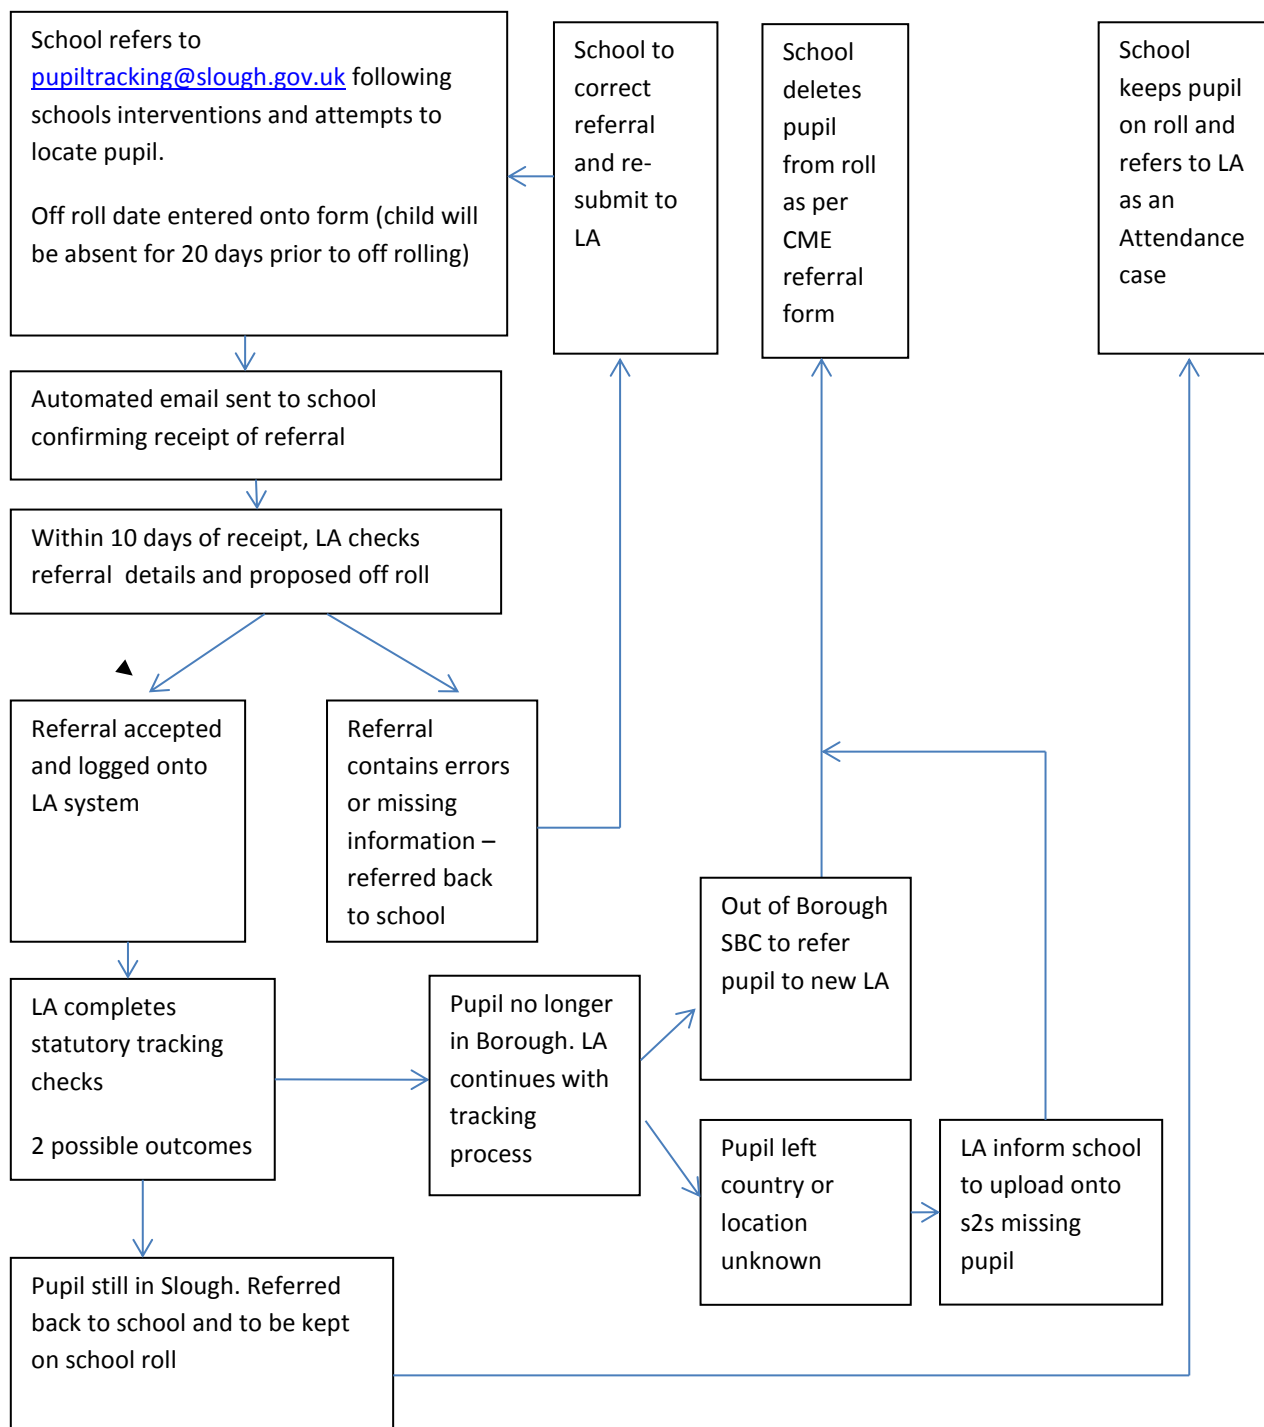 School refers to
pupiltracking@slough.gov.uk following
schools interventions and attempts to
locate pupil.
Off roll date entered onto form (child will
be absent for 20 days prior to off rolling)
School to
correct
referral
and re-
submit to
LA
School
deletes
pupil
from roll
as per
CME
referral
form
School
keeps pupil
on roll and
refers to LA
as an
Attendance
case
Automated email sent to school
confirming receipt of referral
Within 10 days of receipt, LA checks
referral  details and proposed off roll
Referral accepted
and logged onto
LA system
Referral
contains errors
or missing
information –
referred back
to school
Out of Borough
SBC to refer
pupil to new LA
LA completes
statutory tracking
checks
2 possible outcomes
Pupil no longer
in Borough. LA
continues with
tracking
process
Pupil left
country or
location
unknown
LA inform school
to upload onto
s2s missing
pupil
Pupil still in Slough. Referred
back to school and to be kept
on school roll